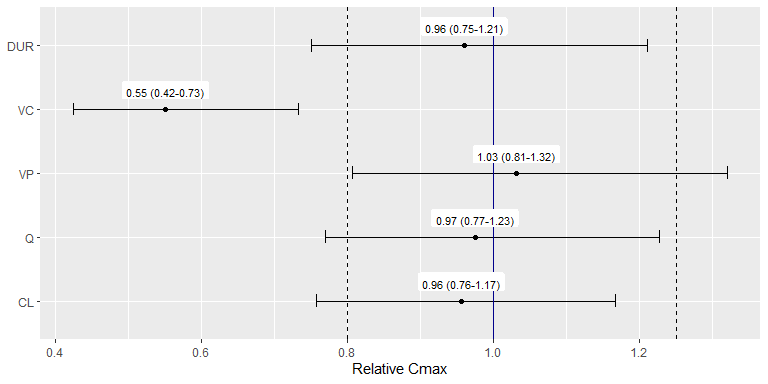 DUR
0.96 (0.75-1.21)
VC
0.55 (0.42-0.73)
VP
1.03 (0.81-1.32)
Q
0.97 (0.77-1.23)
CL
0.96 (0.76-1.17)
0.4 0.6 0.8 1.0 1.2
Relative Cmax